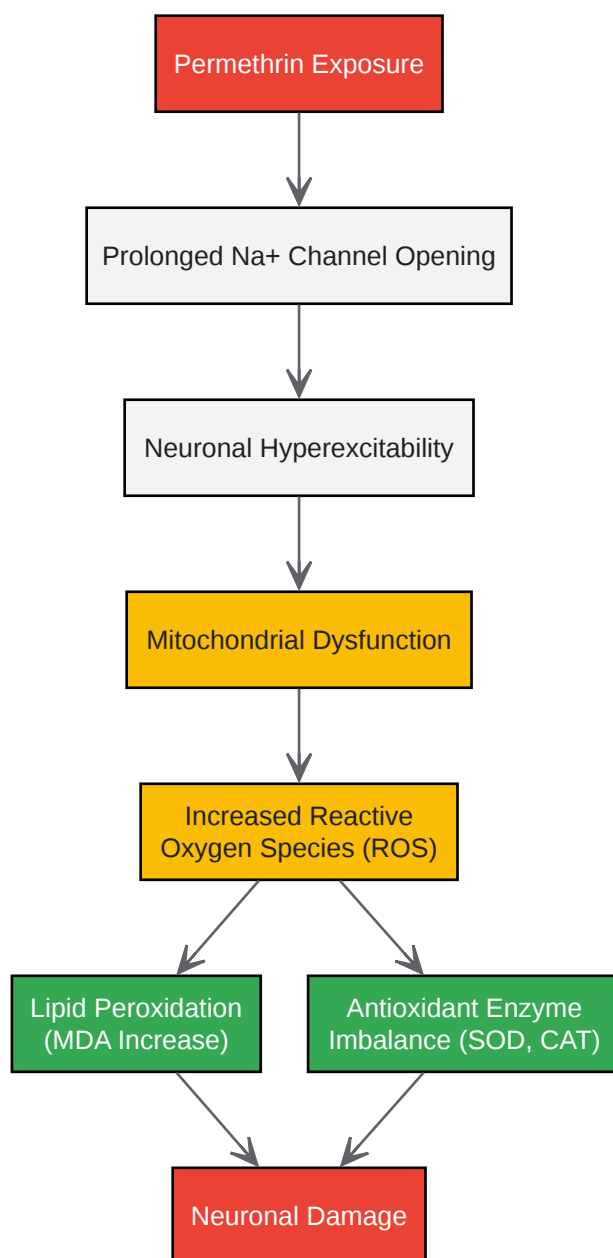 Permethrin Exposure
Prolonged Na+ Channel Opening
Neuronal Hyperexcitability
Mitochondrial Dysfunction
Increased Reactive
Oxygen Species (ROS)
Lipid Peroxidation
(MDA Increase)
Antioxidant Enzyme
Imbalance (SOD, CAT)
Neuronal Damage